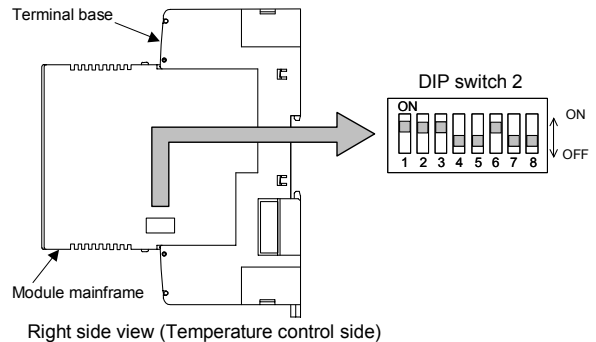 Terminal base
DIP switch 2
ON
ON
1 2 3 4 5 6 7 8
OFF
Module mainframe
Right side view (Temperature control side)